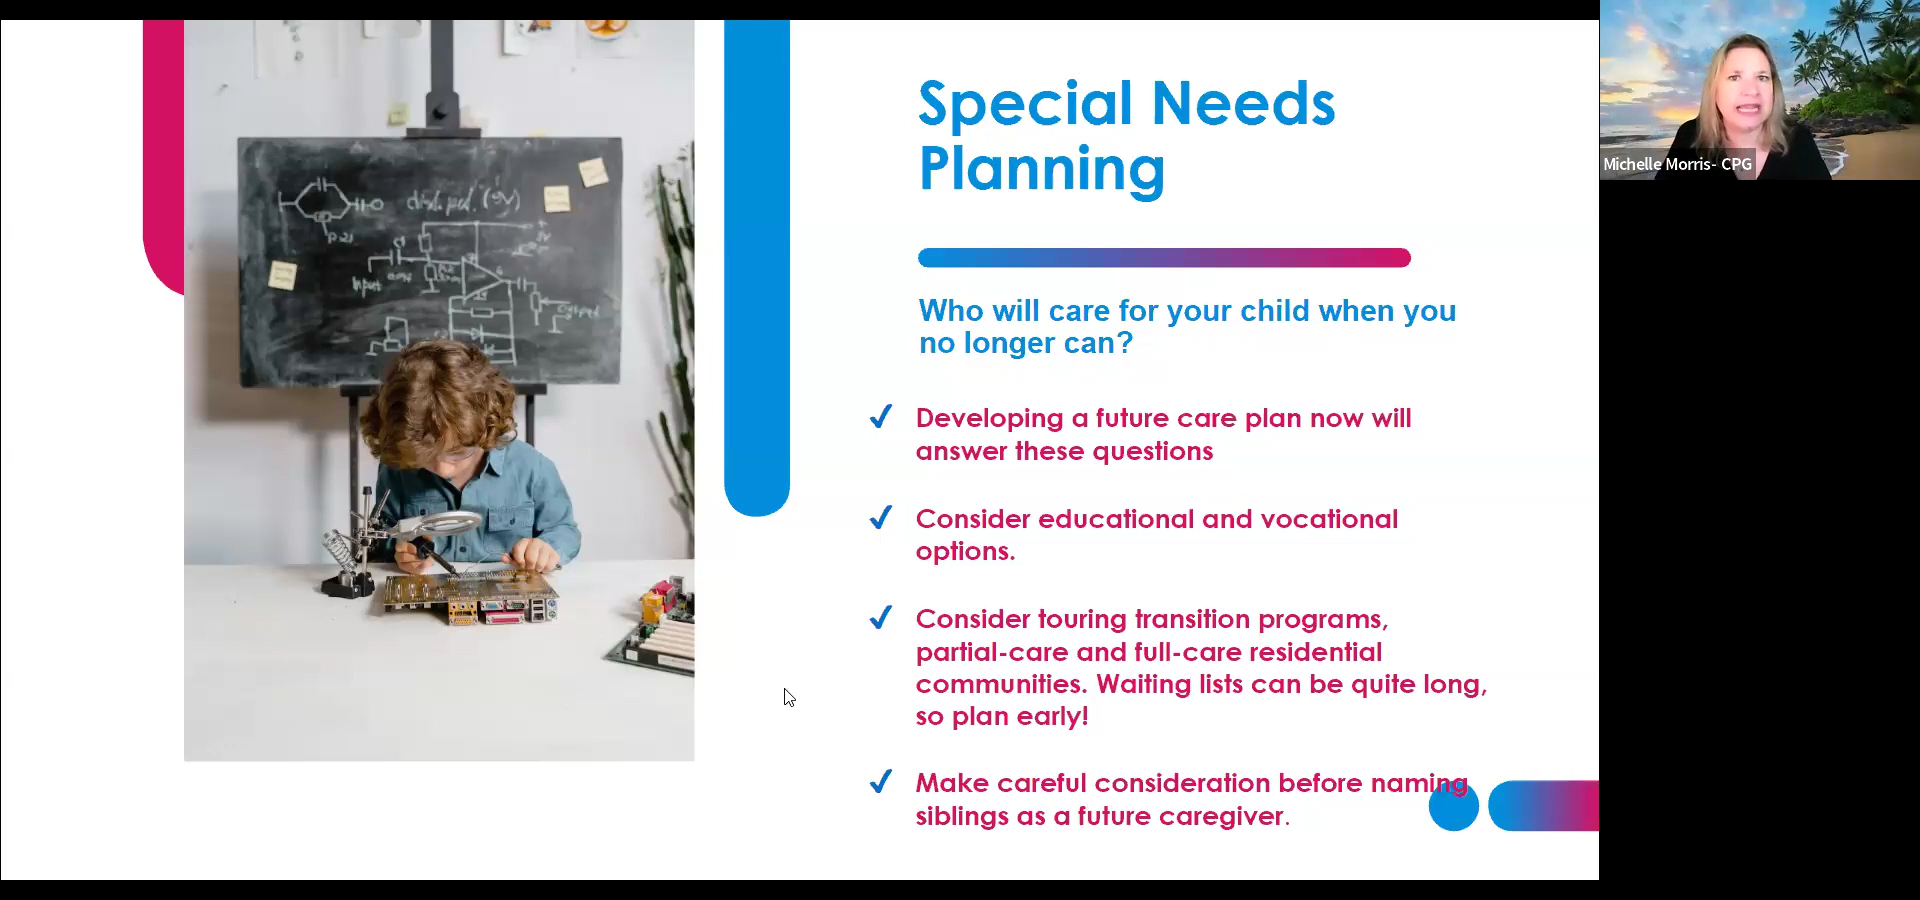 Special Needs
Planning
Who will care for your child when you
no longer can?
✓ Developing a future care plan now will
answer these questions
✓ Consider educational and vocational
options.
✓ Consider touring transition programs,
partial-care and full-care residential
communities. Waiting lists can be quite long,
so plan early!
✓ Make careful consideration before naming
siblings as a future caregiver.
Michelle Morris- CPG
P.21
Input